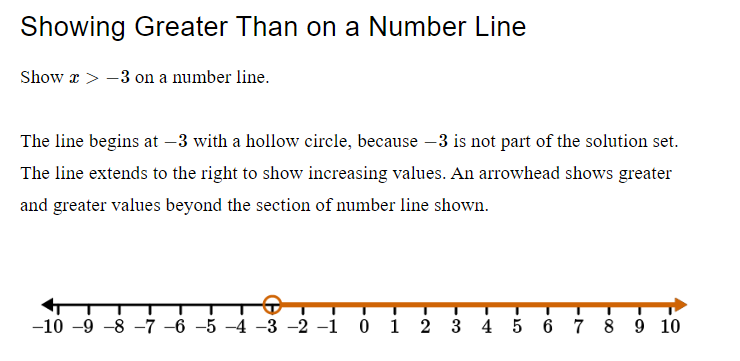 Showing Greater Than on a Number Line
Show x > −3 on a number line.
The line begins at −3 with a hollow circle, because −3 is not part of the solution set.
The line extends to the right to show increasing values. An arrowhead shows greater
and greater values beyond the section of number line shown.
−10 −9 −8 −7 −6 −5 −4 −3 −2 −1 0 1 2 3 4 5 6 7 8 9 10